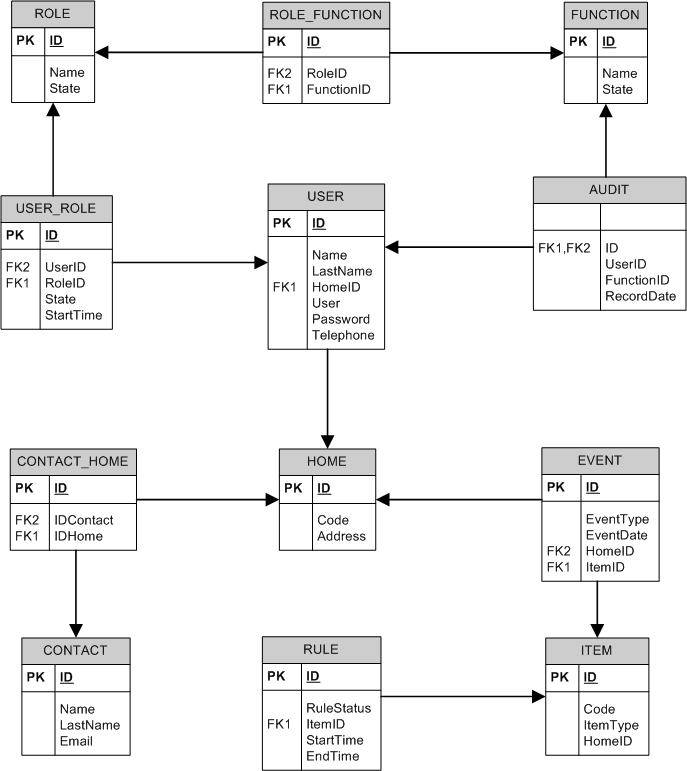 ROLE
PK ID
Name
State
ROLE_FUNCTION
PK ID
FK2 RoleID
FK1 FunctionID
FUNCTION
PK ID
Name
State
USER_ROLE
PK ID
FK2 UserID
FK1 RoleID
State
StartTime
USER
PK ID
Name
LastName
FK1 HomeID
User
Password
Telephone
AUDIT
FK1,FK2 ID
UserID
FunctionID
RecordDate
CONTACT_HOME
PK ID
FK2 IDContact
FK1 IDHome
HOME
PK ID
Code
Address
EVENT
PK ID
EventType
EventDate
FK2 HomeID
FK1 ItemID
CONTACT
PK ID
Name
LastName
Email
RULE
PK ID
RuleStatus
FK1 ItemID
StartTime
EndTime
ITEM
PK ID
Code
ItemType
HomeID